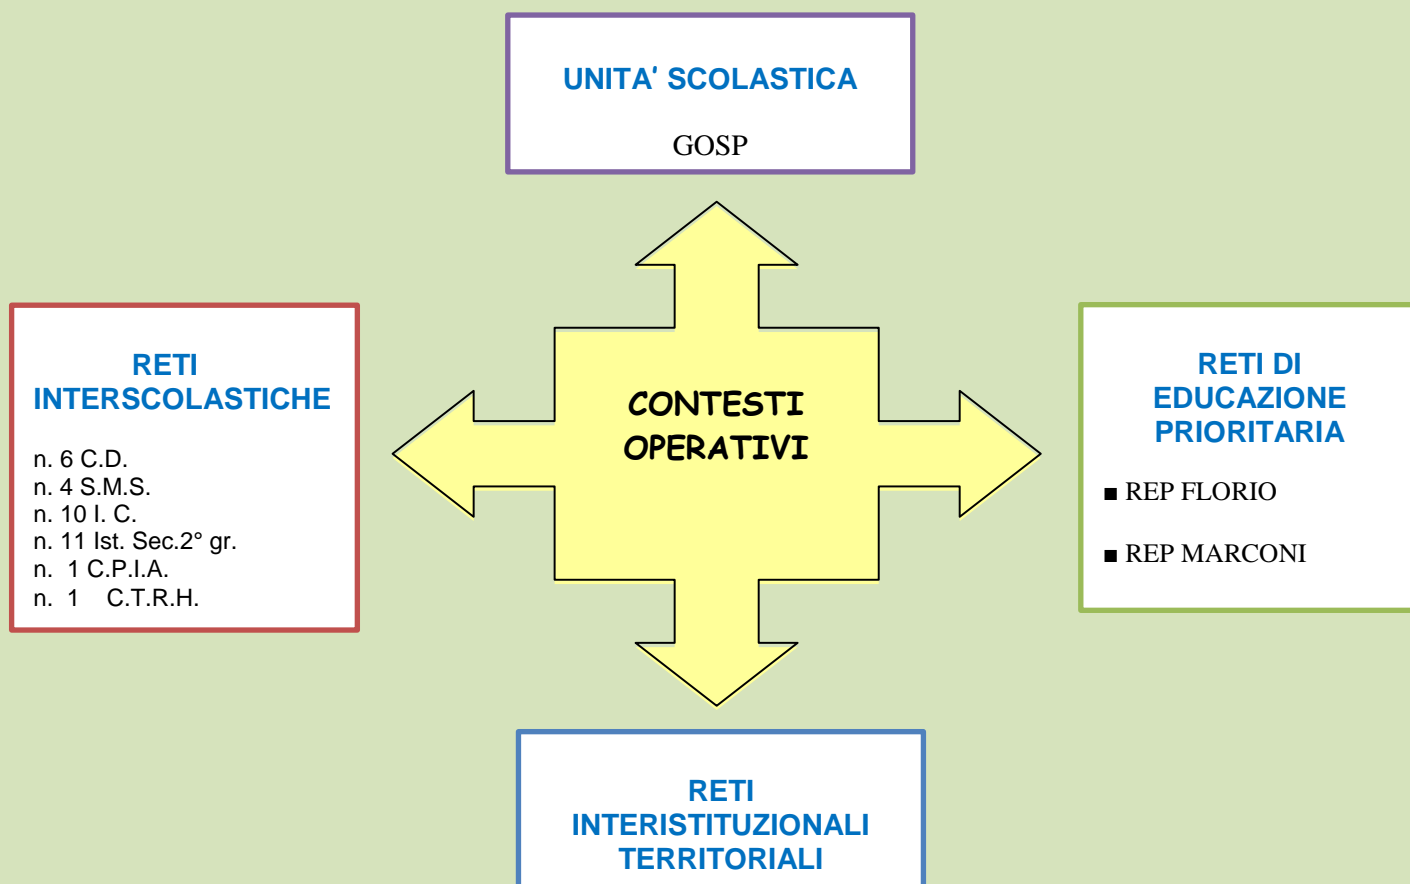 UNITA' SCOLASTICA
GOSP
RETI
INTERSCOLASTICHE
n. 6 C.D.
n. 4 S.M.S.
n. 10 I. C.
n. 11 Ist. Sec.2° gr.
n. 1 C.P.I.A.
n. 1 C.T.R.H.
CONTESTI
OPERATIVI
RETI DI
EDUCAZIONE
PRIORITARIA
■ REP FLORIO
■ REP MARCONI
RETI
INTERISTITUZIONALI
TERRITORIALI